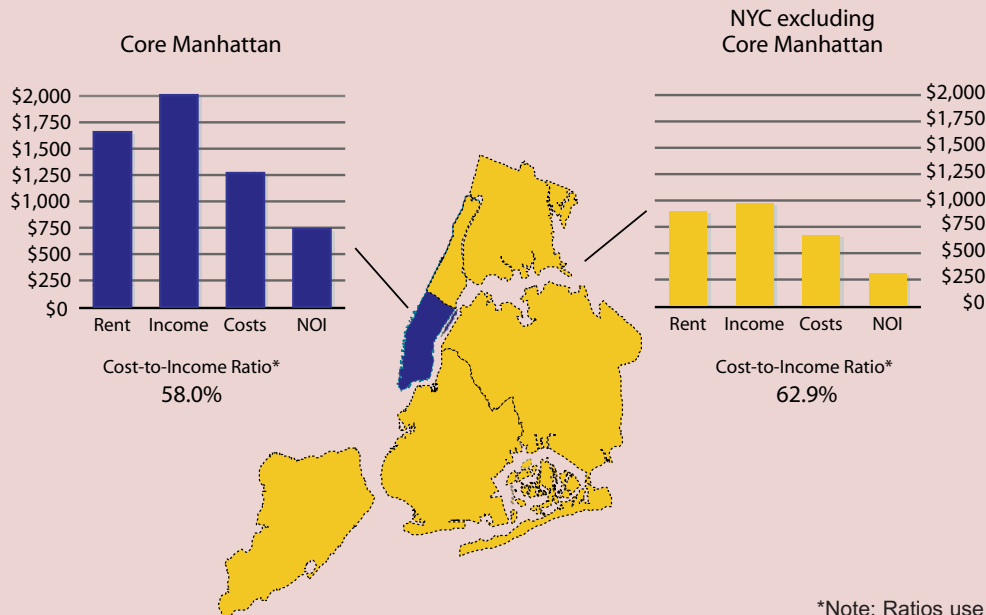 Core Manhattan
$2,000
$1,750
$1,500
$1,250
$1,000
$750
$500
$250
$0
Rent Income Costs NOI
Cost-to-Income Ratio*
58.0%
NYC excluding
Core Manhattan
$2,000
$1,750
$1,500
$1,250
$1,000
$750
$500
$250
$0
Rent Income Costs NOI
Cost-to-Income Ratio*
62.9%
*Note: Ratios use